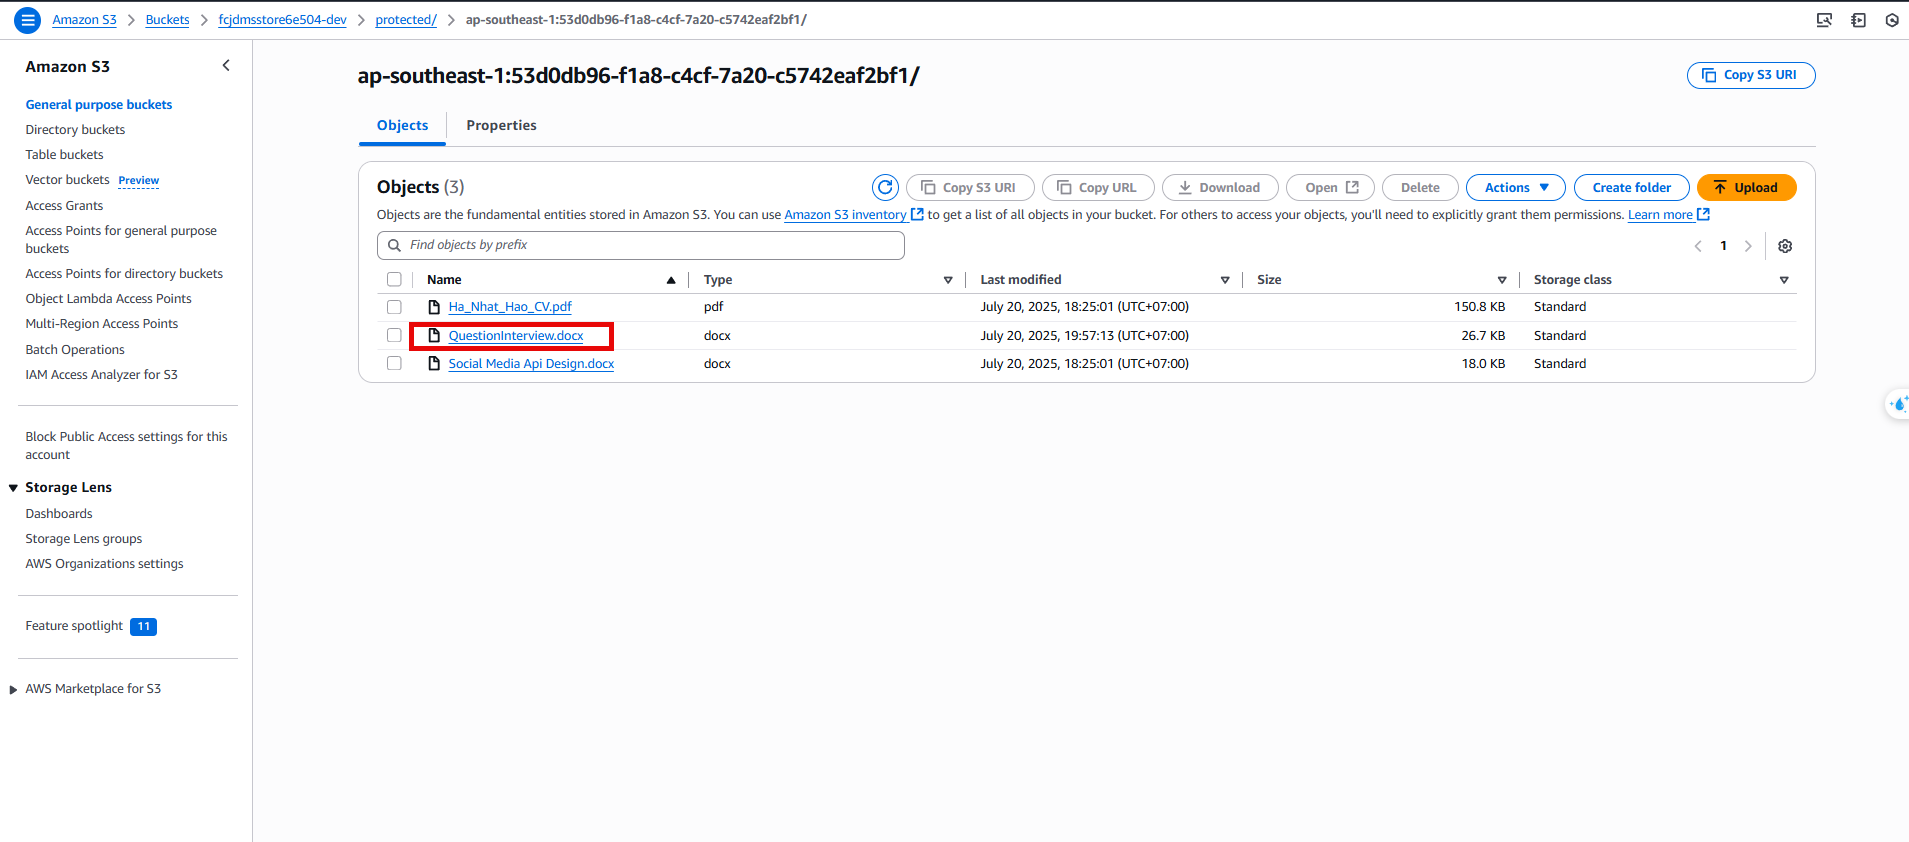 Amazon S3 > Buckets > fcjdmsstore6e504-dev > protected/ > ap-southeast-1:53d0db96-f1a8-c4cf-7a20-c5742eaf2bf1/
Amazon S3
General purpose buckets
Directory buckets
Table buckets
Vector buckets Preview
Access Grants
Access Points for general purpose
buckets
Access Points for directory buckets
Object Lambda Access Points
Multi-Region Access Points
Batch Operations
IAM Access Analyzer for S3
Block Public Access settings for this
account
Storage Lens
Dashboards
Storage Lens groups
AWS Organizations settings
Feature spotlight 11
AWS Marketplace for S3
ap-southeast-1:53d0db96-f1a8-c4cf-7a20-c5742eaf2bf1/
Copy S3 URI
Objects Properties
Objects (3)
Copy S3 URI Copy URL Download Open Delete Actions Create folder Upload
Objects are the fundamental entities stored in Amazon S3. You can use Amazon S3 inventory to get a list of all objects in your bucket. For others to access your objects, you'll need to explicitly grant them permissions. Learn more
Find objects by prefix
1
Name Type Last modified Size Storage class
Ha_Nhat_Hao_CV.pdf pdf July 20, 2025, 18:25:01 (UTC+07:00) 150.8 KB Standard
QuestionInterview.docx docx July 20, 2025, 19:57:13 (UTC+07:00) 26.7 KB Standard
Social Media Api Design.docx docx July 20, 2025, 18:25:01 (UTC+07:00) 18.0 KB Standard